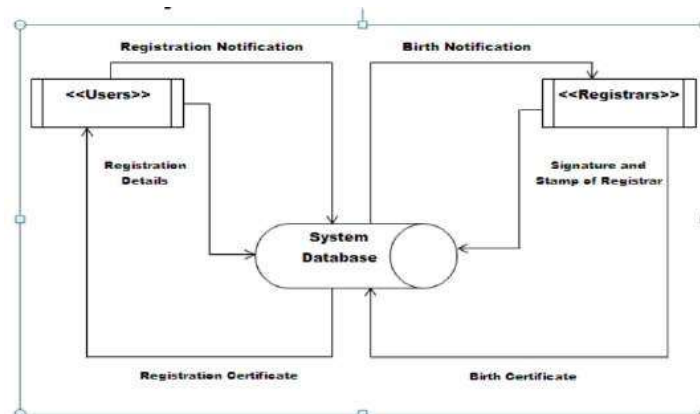 Registration Notification
Birth Notification
<<Users>>
<<Registrars>>
Registration
Details
Signature and
Stamp of Registrar
System
Database
Registration Certificate
Birth Certificate